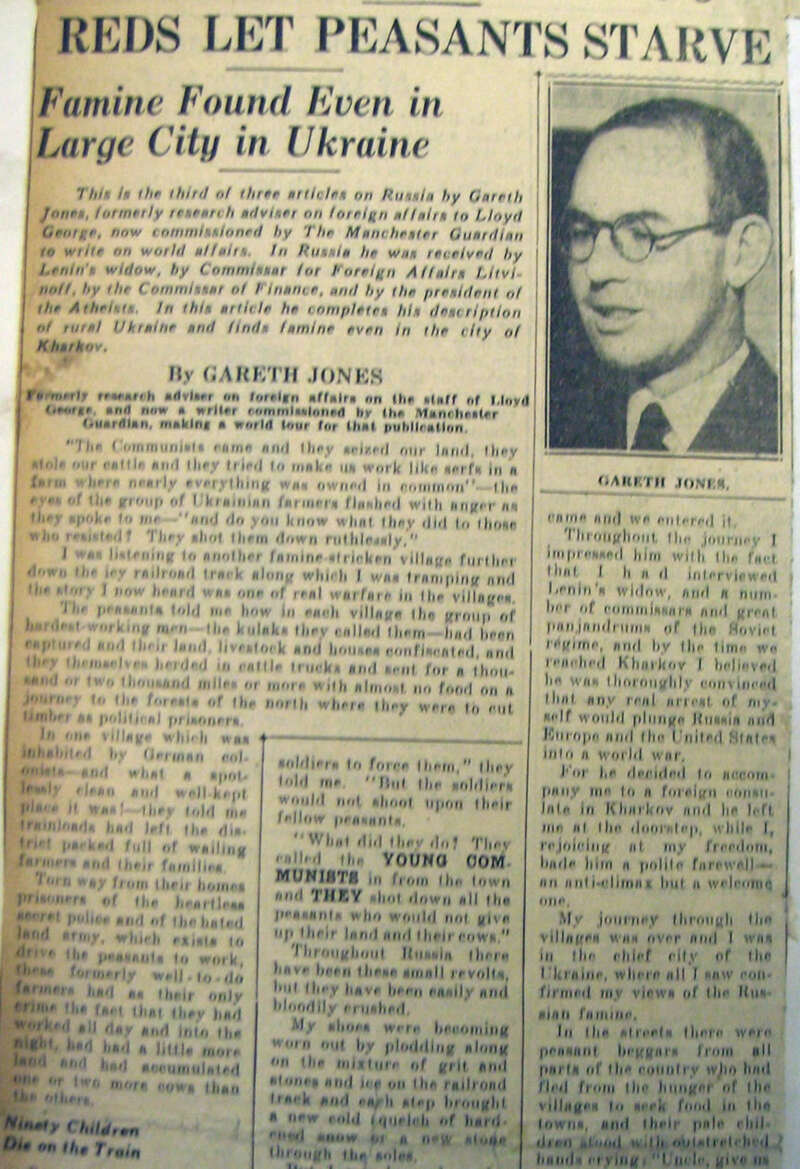 REDS LET PEASANTS STARVE
Famine Found Even in
Large City in Ukraine
This is the third of three articles on Russia by Gareth
Jones, formerly research adviser on foreign affairs to Lloyd
George, now commissioned by The Manchester Guardian
to write on world affairs. In Russia he was received by
Lenin's widow, by Commissar for Foreign Affairs Litvi-
noff, by the Commissar of Finance, and by the president of
the Atheists. In this article he completes his description
of rural Ukraine and finds famine even in the city of
Kharkov.
By GARETH JONES
Formerly research adviser on foreign affairs on the staff of Lloyd
George, and now a writer commissioned by the Manchester
Guardian, making a world tour for that publication.
"The Communists came and they seized our land, they
stole our cattle and they tried to make us work like serfs in a
farm where nearly everything was owned in common"—the
eyes of the group of Ukrainian farmers flashed with anger as
they spoke to me—"and do you know what they did to those
who resisted? They shot them down ruthlessly."
I was listening to another famine-stricken village further
down the icy railroad track along which I was tramping and
the story I now heard was one of real warfare in the villages.
The peasants told me how in each village the group of
hardest-working men—the kulaks they called them—had been
captured and their land, livestock and houses confiscated, and
they themselves herded in cattle trucks and sent for a thou-
sand or two thousand miles or more with almost no food on a
journey to the forests of the north where they were to cut
timber as political prisoners.
In one village which was
inhabited by German col-
onists—and what a spot-
lessly clean and well-kept
place it was!—they told me
trainloads had left the dis-
trict packed full of wailing
farmers and their families.
Torn way from their homes
prisoners of the heartless
secret police and of the hated
land army, which exists to
drive the peasants to work,
these formerly well-to-do
farmers had as their only
crime the fact that they had
worked all day and into the
night, had had a little more
land and had accumulated
one or two more cows than
the others.
Ninety Children
Die on the Train
soldiers to force them," they
told me. "But the soldiers
would not shoot upon their
fellow peasants.
"What did they do? They
called the YOUNG COM-
MUNISTS in from the town
and THEY shot down all the
peasants who would not give
up their land and their cows."
Throughout Russia there
have been these small revolts,
but they have been easily and
bloodily crushed.
My shoes were becoming
worn out by plodding along
on the mixture of grit and
stones and ice on the railroad
track and each step brought
a new cold squelch of hard-
ened snow or a new stone
through the soles.
GARETH JONES.
came and we entered it.
Throughout the journey I
impressed him with the fact
that I had interviewed
Lenin's widow, and a num-
ber of commissars and great
panjandrums of the Soviet
regime, and by the time we
reached Kharkov I believed
he was thoroughly convinced
that any real arrest of my-
self would plunge Russia and
Europe and the United States
into a world war.
For he decided to accom-
pany me to a foreign consu-
late in Kharkov and he left
me at the doorstep, while I,
rejoicing at my freedom,
bade him a polite farewell—
an anti-climax but a welcome
one.
My journey through the
villages was over and I was
in the chief city of the
Ukraine, where all I saw con-
firmed my views of the Rus-
sian famine.
In the streets there were
peasant beggars from all
parts of the country who had
fled from the hunger of the
villages to seek food in the
towns, and their pale chil-
dren stood with outstretched
hands crying, "Uncle, give us